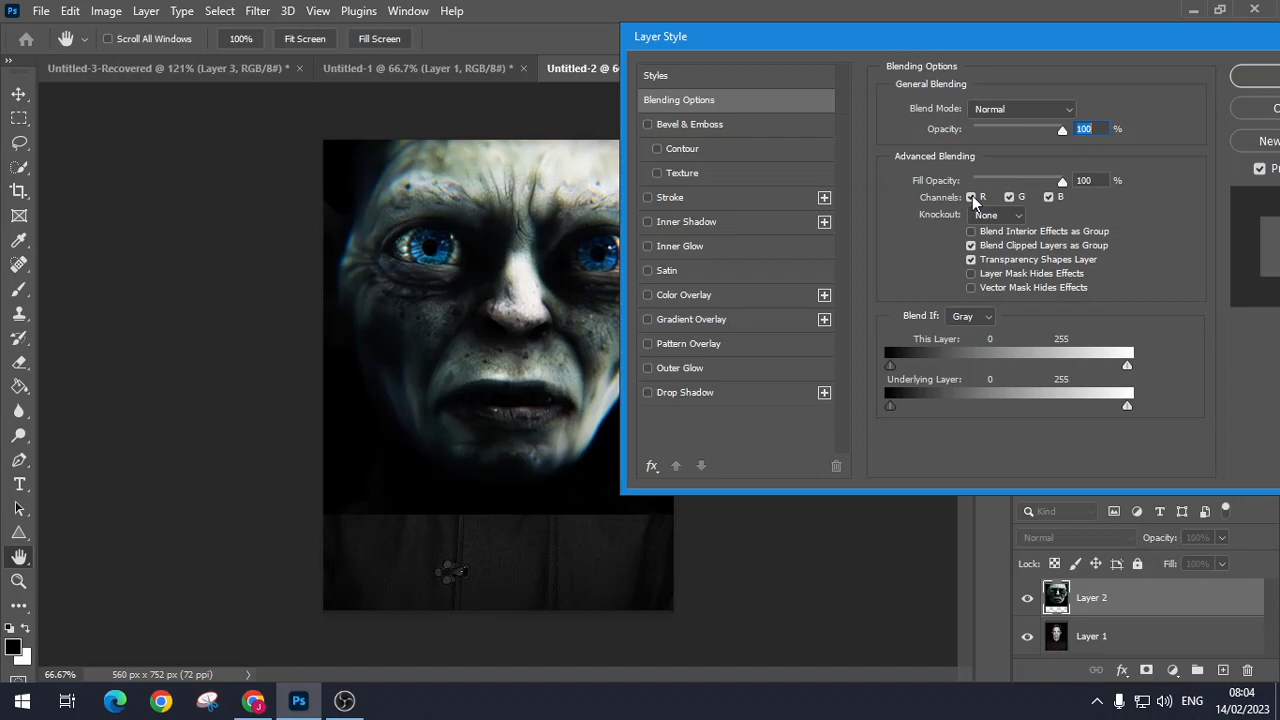 Ps File Edit Image Layer Type Select Filter 3D View Plugins Window Help
Scroll All Windows 100% Fit Screen Fill Screen
Untitled-3-Recovered @ 121% (Layer 3, RGB/8#) * × Untitled-1 @ 66.7% (Layer 1, RGB/8#) * × Untitled-2 @ 6
Layer Style
Styles
Blending Options
Bevel & Emboss
Contour
Texture
Stroke
Inner Shadow
Inner Glow
Satin
Color Overlay
Gradient Overlay
Pattern Overlay
Outer Glow
Drop Shadow
fx
Blending Options
General Blending
Blend Mode: Normal
Opacity: 100 %
Advanced Blending
Fill Opacity: 100 %
Channels: R G B
Knockout: None
Blend Interior Effects as Group
Blend Clipped Layers as Group
Transparency Shapes Layer
Layer Mask Hides Effects
Vector Mask Hides Effects
Blend If: Gray
This Layer: 0 255
Underlying Layer: 0 255
New
Kind
Normal Opacity: 100%
Lock: Fill: 100%
Layer 2
Layer 1
fx
66.67% 560 px x 752 px (72 ppi)
Ps
ENG
08:04
14/02/2023